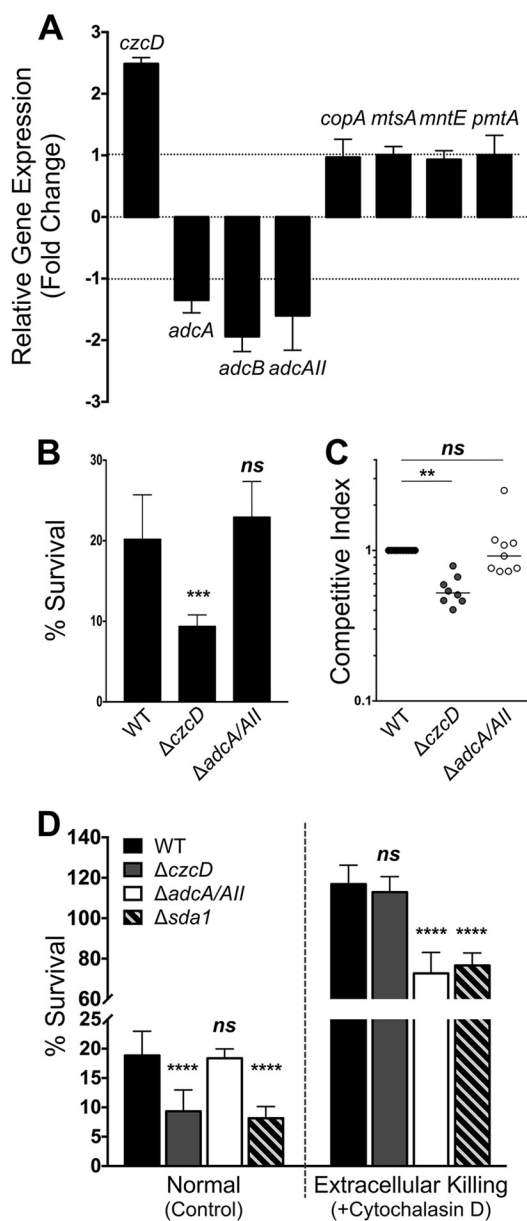 A
Relative Gene Expression
(Fold Change)
3
2
1
0
-1
-2
-3
czcD
adcA
adcB
adcAII
copA mtsA mntE pmtA
B
% Survival
30
20
10
0
ns
***
WT
ΔczcD
ΔadcA/AII
C
Competitive Index
ns
**
1
0.1
WT
ΔczcD
ΔadcA/AII
D
% Survival
140
120
100
80
60
25
20
15
10
5
0
WT
ΔczcD
ΔadcA/AII
Δsda1
**** ns ****
ns **** ****
Normal
(Control)
Extracellular Killing
(+Cytochalasin D)